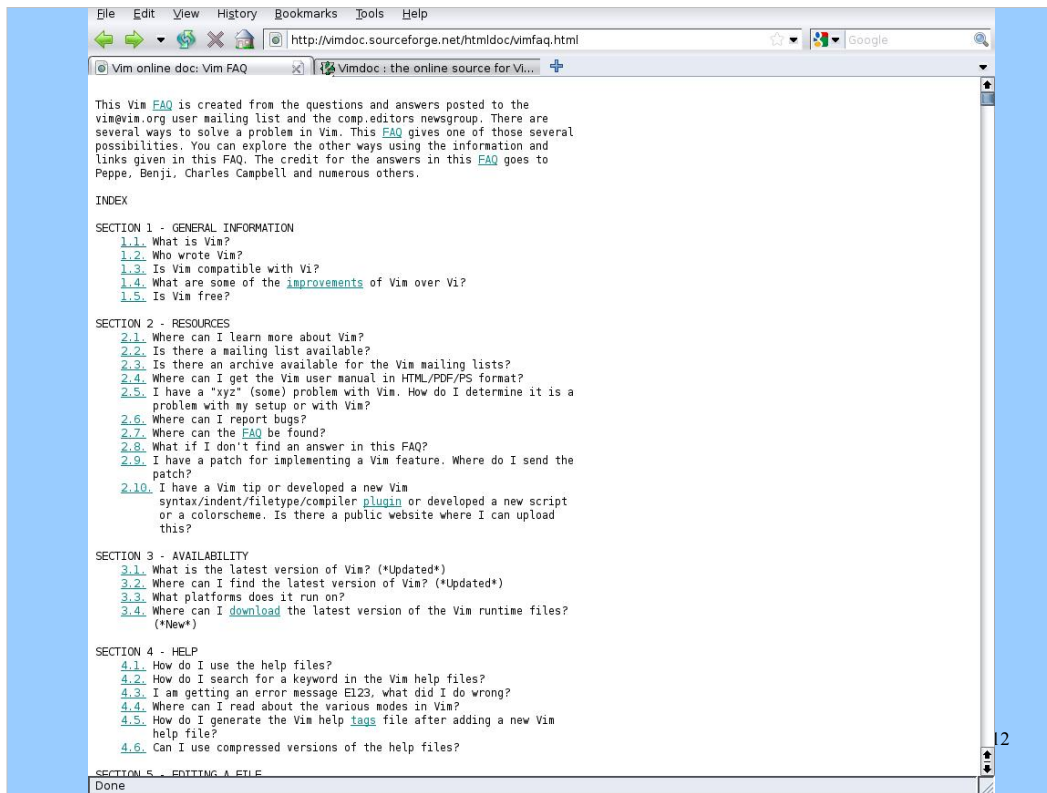 File Edit View History Bookmarks Tools Help
http://vimdoc.sourceforge.net/htmldoc/vimfaq.html Google
Vim online doc: Vim FAQ Vimdoc : the online source for Vi...
This Vim FAQ is created from the questions and answers posted to the
vim@vim.org user mailing list and the comp.editors newsgroup. There are
several ways to solve a problem in Vim. This FAQ gives one of those several
possibilities. You can explore the other ways using the information and
links given in this FAQ. The credit for the answers in this FAQ goes to
Peppe, Benji, Charles Campbell and numerous others.
INDEX
SECTION 1 - GENERAL INFORMATION
1.1. What is Vim?
1.2. Who wrote Vim?
1.3. Is Vim compatible with Vi?
1.4. What are some of the improvements of Vim over Vi?
1.5. Is Vim free?
SECTION 2 - RESOURCES
2.1. Where can I learn more about Vim?
2.2. Is there a mailing list available?
2.3. Is there an archive available for the Vim mailing lists?
2.4. Where can I get the Vim user manual in HTML/PDF/PS format?
2.5. I have a "xyz" (some) problem with Vim. How do I determine it is a
problem with my setup or with Vim?
2.6. Where can I report bugs?
2.7. Where can the FAQ be found?
2.8. What if I don't find an answer in this FAQ?
2.9. I have a patch for implementing a Vim feature. Where do I send the
patch?
2.10. I have a Vim tip or developed a new Vim
syntax/indent/filetype/compiler plugin or developed a new script
or a colorscheme. Is there a public website where I can upload
this?
SECTION 3 - AVAILABILITY
3.1. What is the latest version of Vim? (*Updated*)
3.2. Where can I find the latest version of Vim? (*Updated*)
3.3. What platforms does it run on?
3.4. Where can I download the latest version of the Vim runtime files?
(*New*)
SECTION 4 - HELP
4.1. How do I use the help files?
4.2. How do I search for a keyword in the Vim help files?
4.3. I am getting an error message E123, what did I do wrong?
4.4. Where can I read about the various modes in Vim?
4.5. How do I generate the Vim help tags file after adding a new Vim
help file?
4.6. Can I use compressed versions of the help files?
12
SECTION 5 - EDITING A FILE
Done